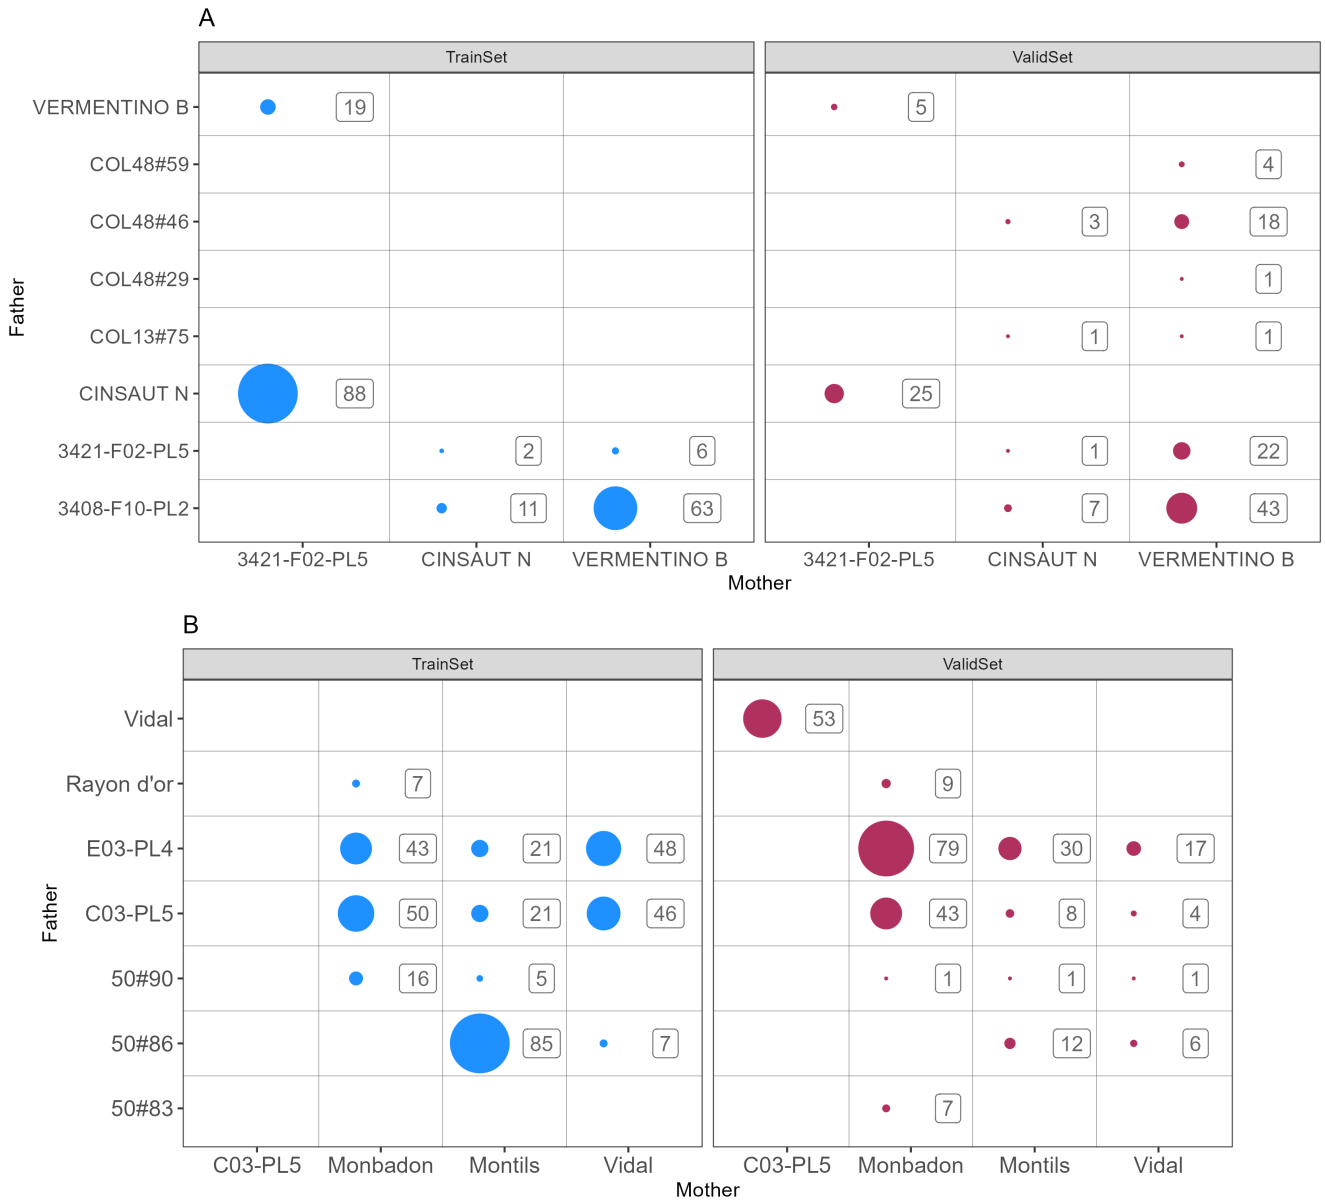 A
TrainSet ValidSet
VERMENTINO B 19 5
COL48#59 4
COL48#46 3 18
COL48#29 1
COL13#75 1 1
CINSAUT N 88 25
3421-F02-PL5 2 6 1 22
3408-F10-PL2 11 63 7 43
Father
3421-F02-PL5 CINSAUT N VERMENTINO B 3421-F02-PL5 CINSAUT N VERMENTINO B
Mother
B
TrainSet ValidSet
Vidal 53
Rayon d'or 7 9
E03-PL4 43 21 48 79 30 17
C03-PL5 50 21 46 43 8 4
50#90 16 5 1 1 1
50#86 85 7 12 6
50#83 7
Father
C03-PL5 Monbadon Montils Vidal C03-PL5 Monbadon Montils Vidal
Mother